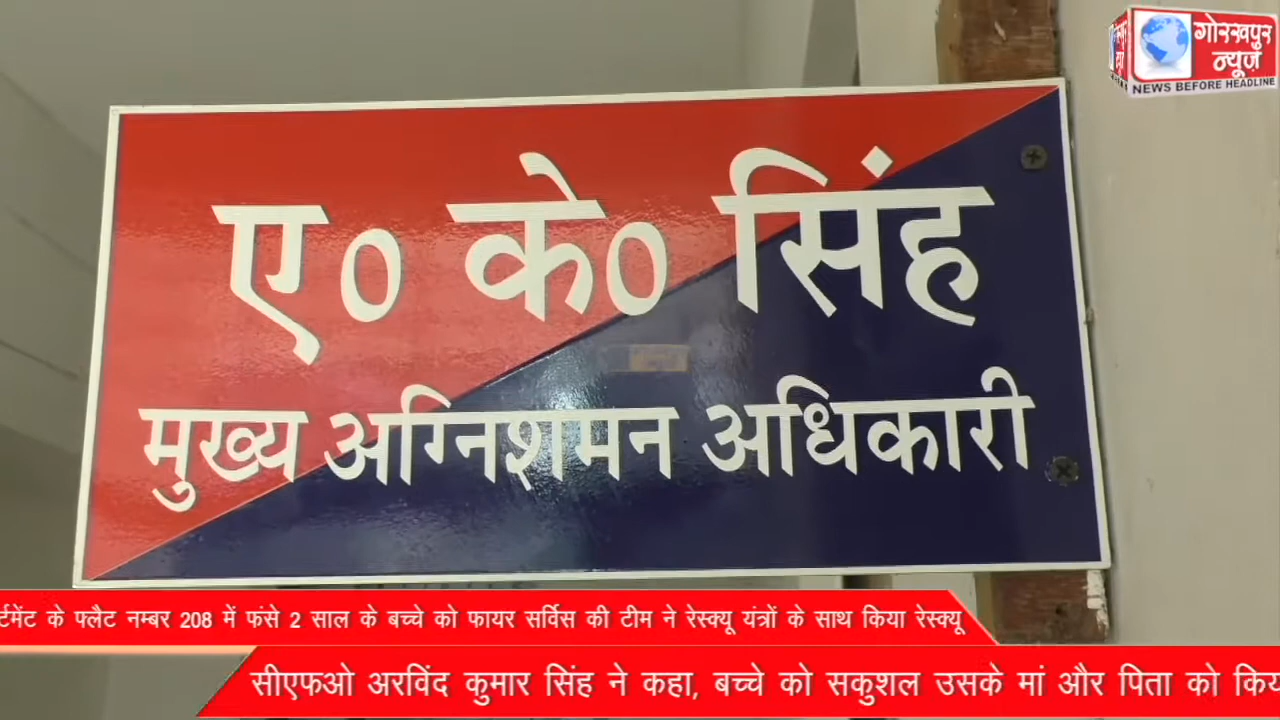 गोरखपुर
न्यूज़
NEWS BEFORE HEADLINE
ए० के० सिंह
मुख्य अग्निशमन अधिकारी
के फ्लैट नम्बर 208 में फंसे 2 साल के बच्चे को फायर सर्विस की टीम ने रेस्क्यू यंत्रों के साथ किया रेस्क्यू
सीएफओ अरविंद कुमार सिंह ने कहा, बच्चे को सकुशल उसके मां और पिता को